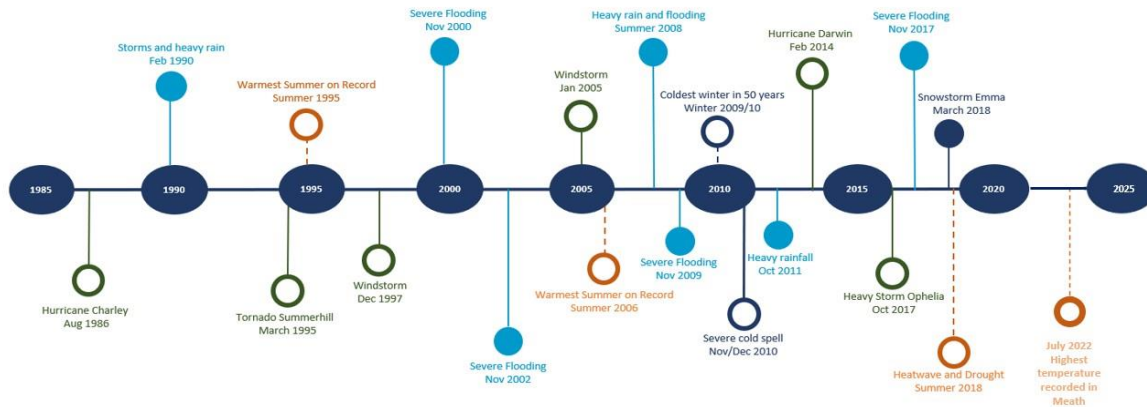 Storms and heavy rain
Feb 1990
Warmest Summer on Record
Summer 1995
Severe Flooding
Nov 2000
Windstorm
Jan 2005
Heavy rain and flooding
Summer 2008
Coldest winter in 50 years
Winter 2009/10
Hurricane Darwin
Feb 2014
Severe Flooding
Nov 2017
Snowstorm Emma
March 2018
1985
1990
1995
2000
2005
2010
2015
2020
2025
Hurricane Charley
Aug 1986
Tornado Summerhill
March 1995
Windstorm
Dec 1997
Severe Flooding
Nov 2002
Warmest Summer on Record
Summer 2006
Severe Flooding
Nov 2009
Severe cold spell
Nov/Dec 2010
Heavy rainfall
Oct 2011
Heavy Storm Ophelia
Oct 2017
Heatwave and Drought
Summer 2018
July 2022
Highest
temperature
recorded in
Meath